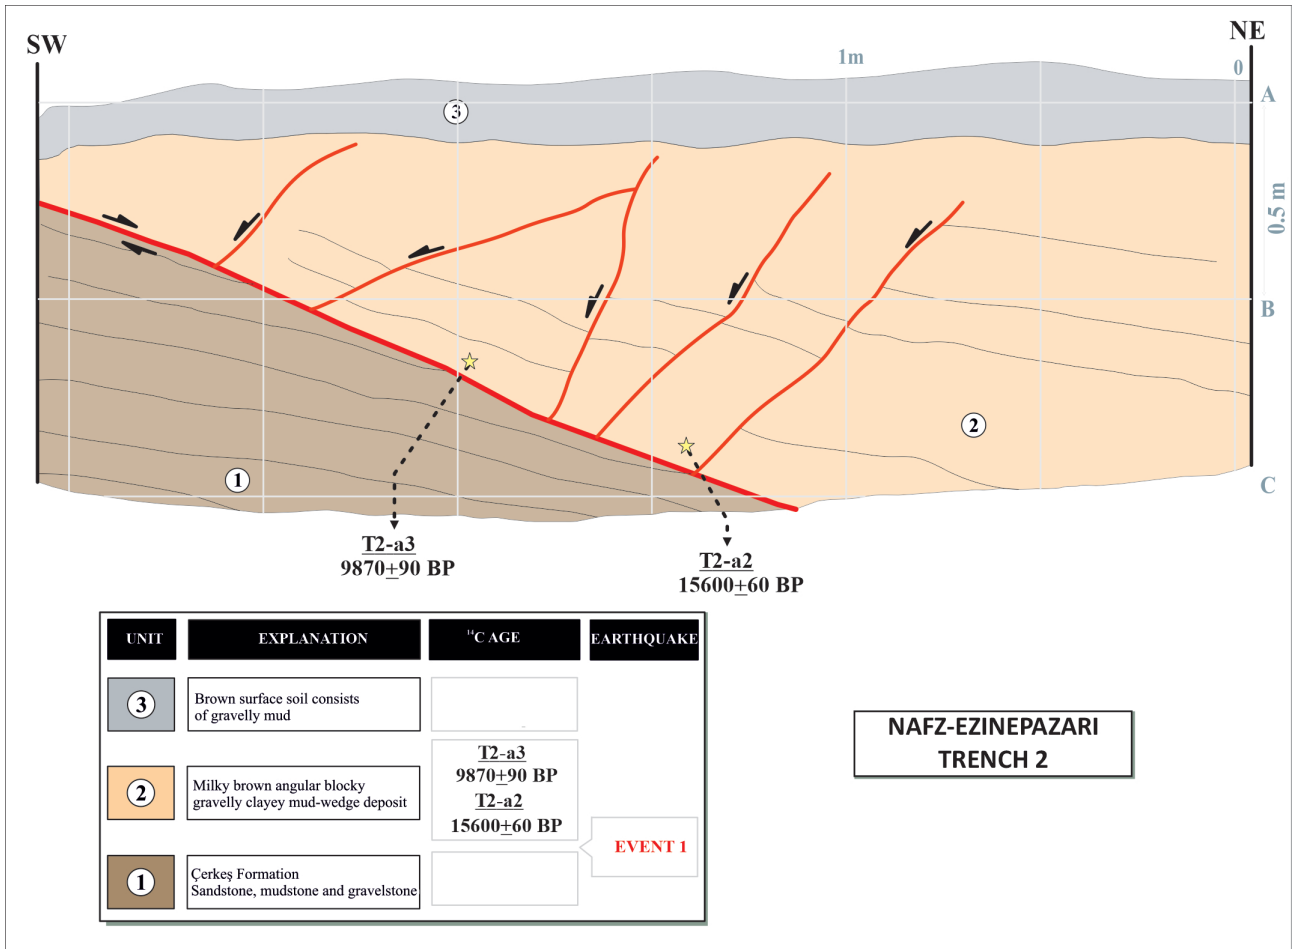 SW
NE
1m
0
A
3
0.5 m
B
2
1
C
T2-a3
9870±90 BP
T2-a2
15600±60 BP
UNIT EXPLANATION ¹⁴C AGE EARTHQUAKE
3
Brown surface soil consists
of gravelly mud
2
Milky brown angular blocky
gravelly clayey mud-wedge deposit
T2-a3
9870±90 BP
T2-a2
15600±60 BP
EVENT 1
1
Çerkeş Formation
Sandstone, mudstone and gravelstone
NAFZ-EZINEPAZARI
TRENCH 2